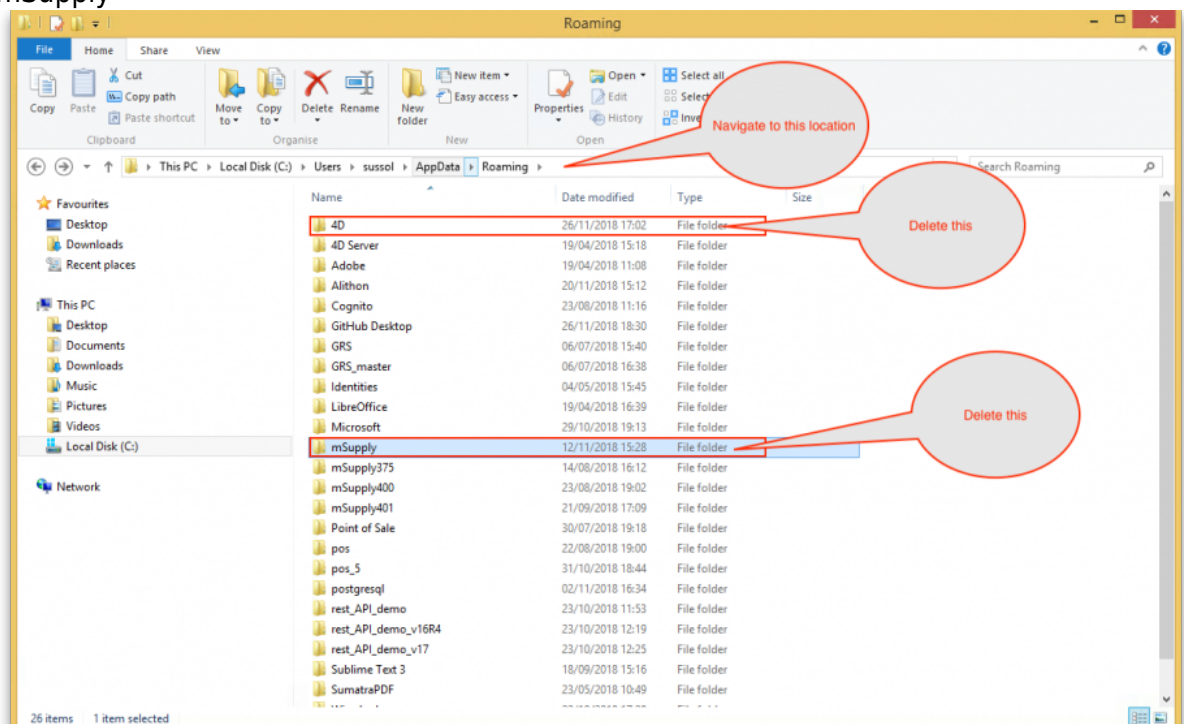 mSupply
Roaming
File Home Share View
Copy
Paste
Cut
Copy path
Paste shortcut
Clipboard
Move to
Copy to
Delete
Rename
Organise
New folder
New item
Easy access
New
Properties
Open
Edit
History
Open
Select all
Navigate to this location
This PC Local Disk (C:) Users sussol AppData Roaming
Search Roaming
Name Date modified Type Size
Favourites
Desktop
Downloads
Recent places
This PC
Desktop
Documents
Downloads
Music
Pictures
Videos
Local Disk (C:)
Network
4D 26/11/2018 17:02 File folder
4D Server 19/04/2018 15:18 File folder
Adobe 19/04/2018 11:08 File folder
Alithon 20/11/2018 15:12 File folder
Cognito 23/08/2018 11:16 File folder
GitHub Desktop 26/11/2018 18:30 File folder
GRS 06/07/2018 15:40 File folder
GRS_master 06/07/2018 16:38 File folder
Identities 04/05/2018 15:45 File folder
LibreOffice 19/04/2018 16:39 File folder
Microsoft 29/10/2018 19:13 File folder
mSupply 12/11/2018 15:28 File folder
mSupply375 14/08/2018 16:12 File folder
mSupply400 23/08/2018 19:02 File folder
mSupply401 21/09/2018 17:09 File folder
Point of Sale 30/07/2018 19:18 File folder
pos 22/08/2018 19:00 File folder
pos_5 31/10/2018 18:44 File folder
postgresql 02/11/2018 16:34 File folder
rest_API_demo 23/10/2018 11:53 File folder
rest_API_demo_v16R4 23/10/2018 12:19 File folder
rest_API_demo_v17 23/10/2018 12:25 File folder
Sublime Text 3 18/09/2018 15:16 File folder
SumatraPDF 23/05/2018 10:49 File folder
Delete this
Delete this
26 items 1 item selected